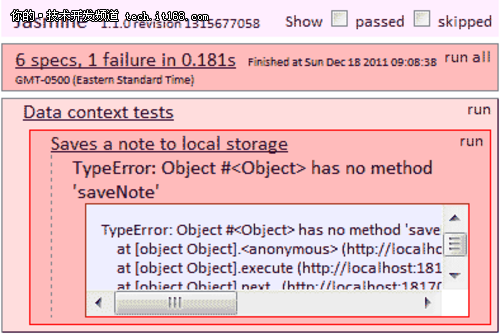 你的·技术开发频道 tech.it168.com
Jasmine 1.1.0 revision 1315677058 Show passed skipped
6 specs, 1 failure in 0.181s Finished at Sun Dec 18 2011 09:08:38 run all
GMT-0500 (Eastern Standard Time)
Data context tests run
Saves a note to local storage run
TypeError: Object #<Object> has no method
'saveNote'
TypeError: Object #<Object> has no method 'save
at [object Object].<anonymous> (http://localhc
at [object Object].execute (http://localhost:181
at [object Object].next_ (http://localhost:18170